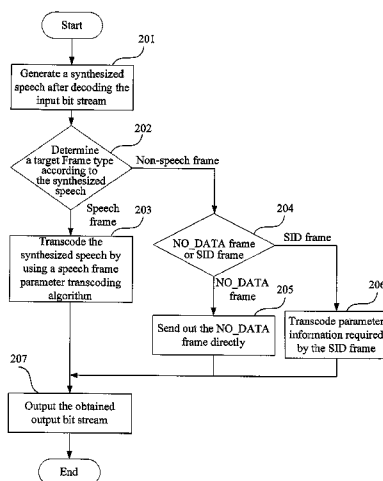 Start
201
Generate a synthesized
speech after decoding the
input bit stream
202
Determine
a target Frame type
according to
the synthesized
speech
Non-speech frame
Speech
frame
203
Transcode the
synthesized speech by
using a speech frame
parameter transcoding
algorithm
204
NO_DATA frame
or SID frame
SID frame
NO_DATA
frame
205
Send out the NO_DATA
frame directly
206
Transcode parameter
information required
by the SID frame
207
Output the obtained
output bit stream
End